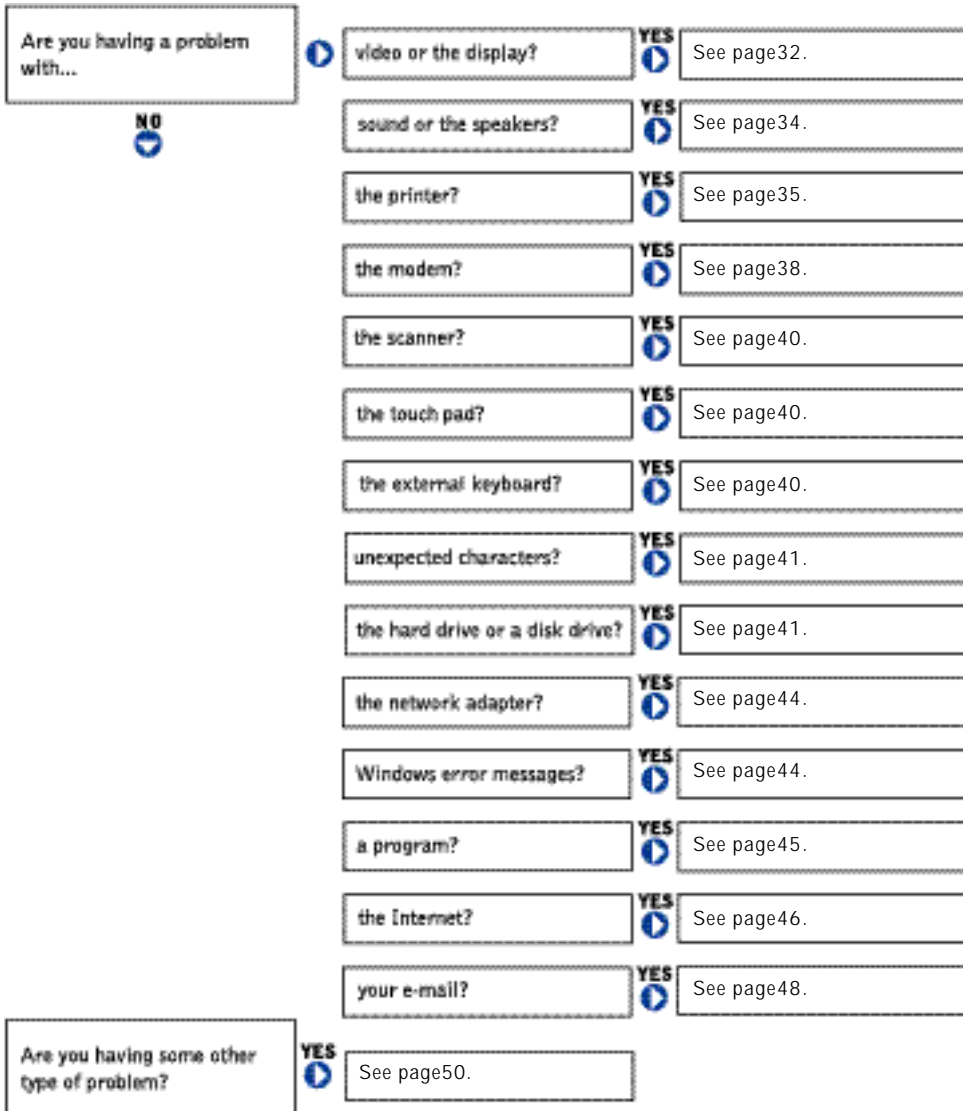 Are you having a problem
with...
video or the display?
YES
See page32.
NO
sound or the speakers?
YES
See page34.
the printer?
YES
See page35.
the modem?
YES
See page38.
the scanner?
YES
See page40.
the touch pad?
YES
See page40.
the external keyboard?
YES
See page40.
unexpected characters?
YES
See page41.
the hard drive or a disk drive?
YES
See page41.
the network adapter?
YES
See page44.
Windows error messages?
YES
See page44.
a program?
YES
See page45.
the Internet?
YES
See page46.
your e-mail?
YES
See page48.
Are you having some other
type of problem?
YES
See page50.